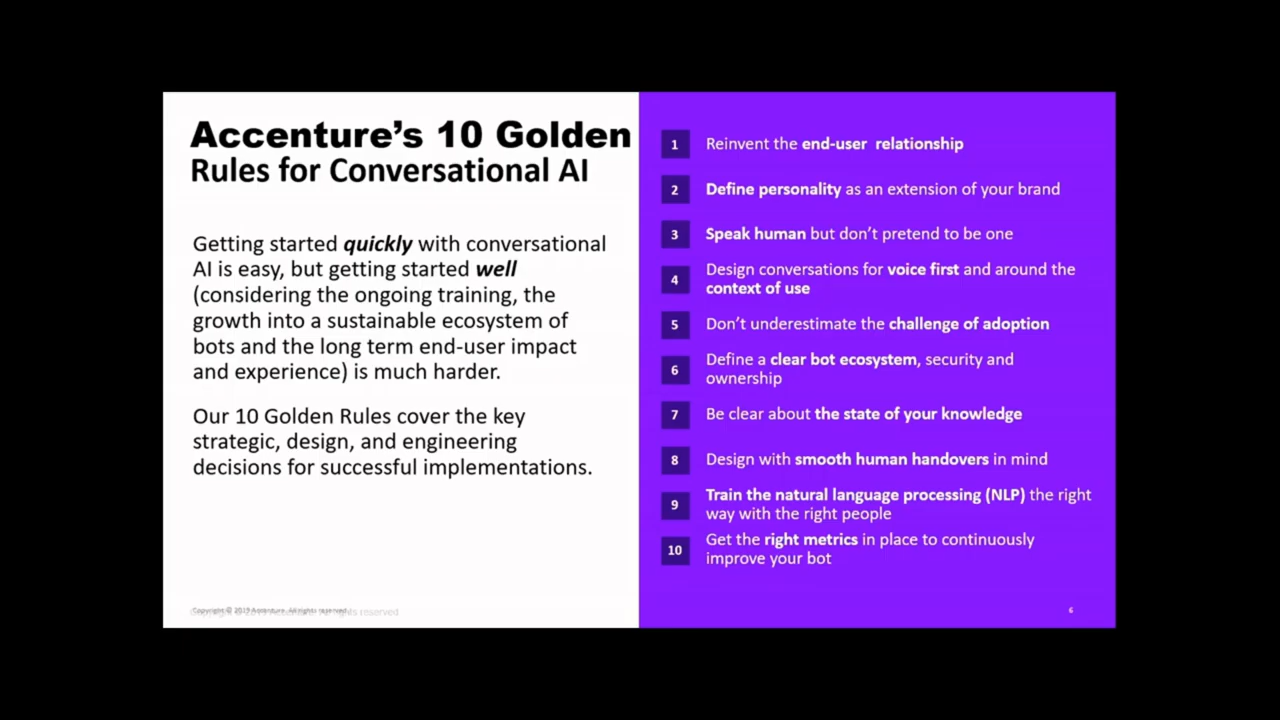 Accenture's 10 Golden
Rules for Conversational AI
Getting started quickly with conversational
AI is easy, but getting started well
(considering the ongoing training, the
growth into a sustainable ecosystem of
bots and the long term end-user impact
and experience) is much harder.
Our 10 Golden Rules cover the key
strategic, design, and engineering
decisions for successful implementations.
Copyright © 2019 Accenture. All rights reserved.
1 Reinvent the end-user relationship
2 Define personality as an extension of your brand
3 Speak human but don't pretend to be one
4 Design conversations for voice first and around the
context of use
5 Don't underestimate the challenge of adoption
6 Define a clear bot ecosystem, security and
ownership
7 Be clear about the state of your knowledge
8 Design with smooth human handovers in mind
9 Train the natural language processing (NLP) the right
way with the right people
10 Get the right metrics in place to continuously
improve your bot
6